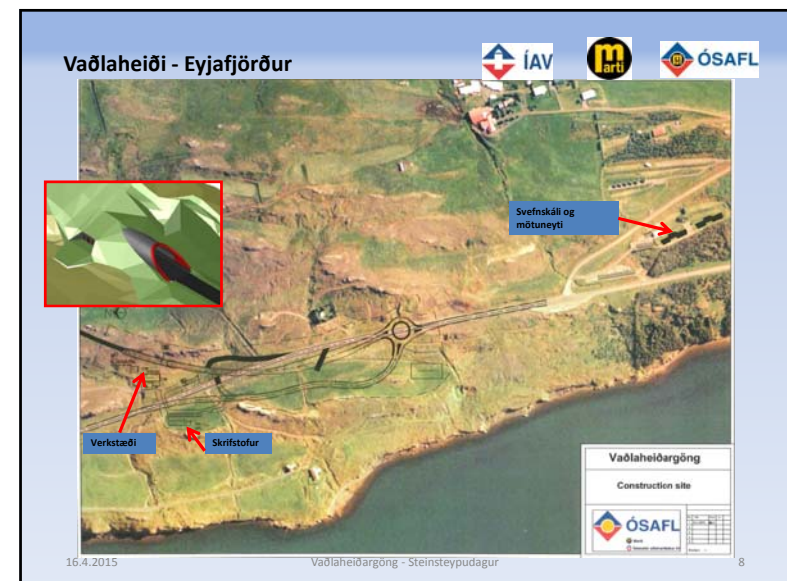 Vaðlaheiði - Eyjafjörður
ÍAV
marti
ÓSAFL
Svefnskáli og
mötuneyti
Verkstæði
Skrifstofur
Vaðlaheiðargöng
Construction site
ÓSAFL
16.4.2015
Vaðlaheiðargöng - Steinsteypudagur
8